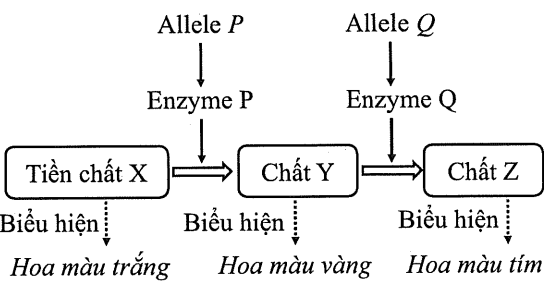 Allele P Allele Q
Enzyme P Enzyme Q
Tiền chất X Chất Y Chất Z
Biểu hiện Biểu hiện Biểu hiện
Hoa màu trắng Hoa màu vàng Hoa màu tím